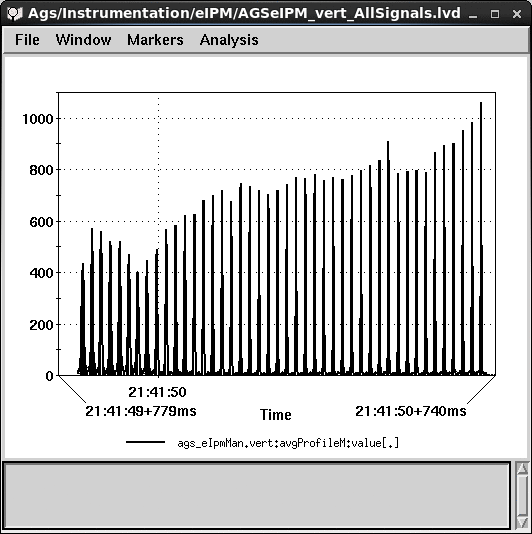 Ags/Instrumentation/eIPM/AGSeIPM_vert_AllSignals.lvd
File Window Markers Analysis
1000
800
600
400
200
0
21:41:50
21:41:49+779ms
Time
21:41:50+740ms
ags_eIpmMan.vert:avgProfileM:value[.]